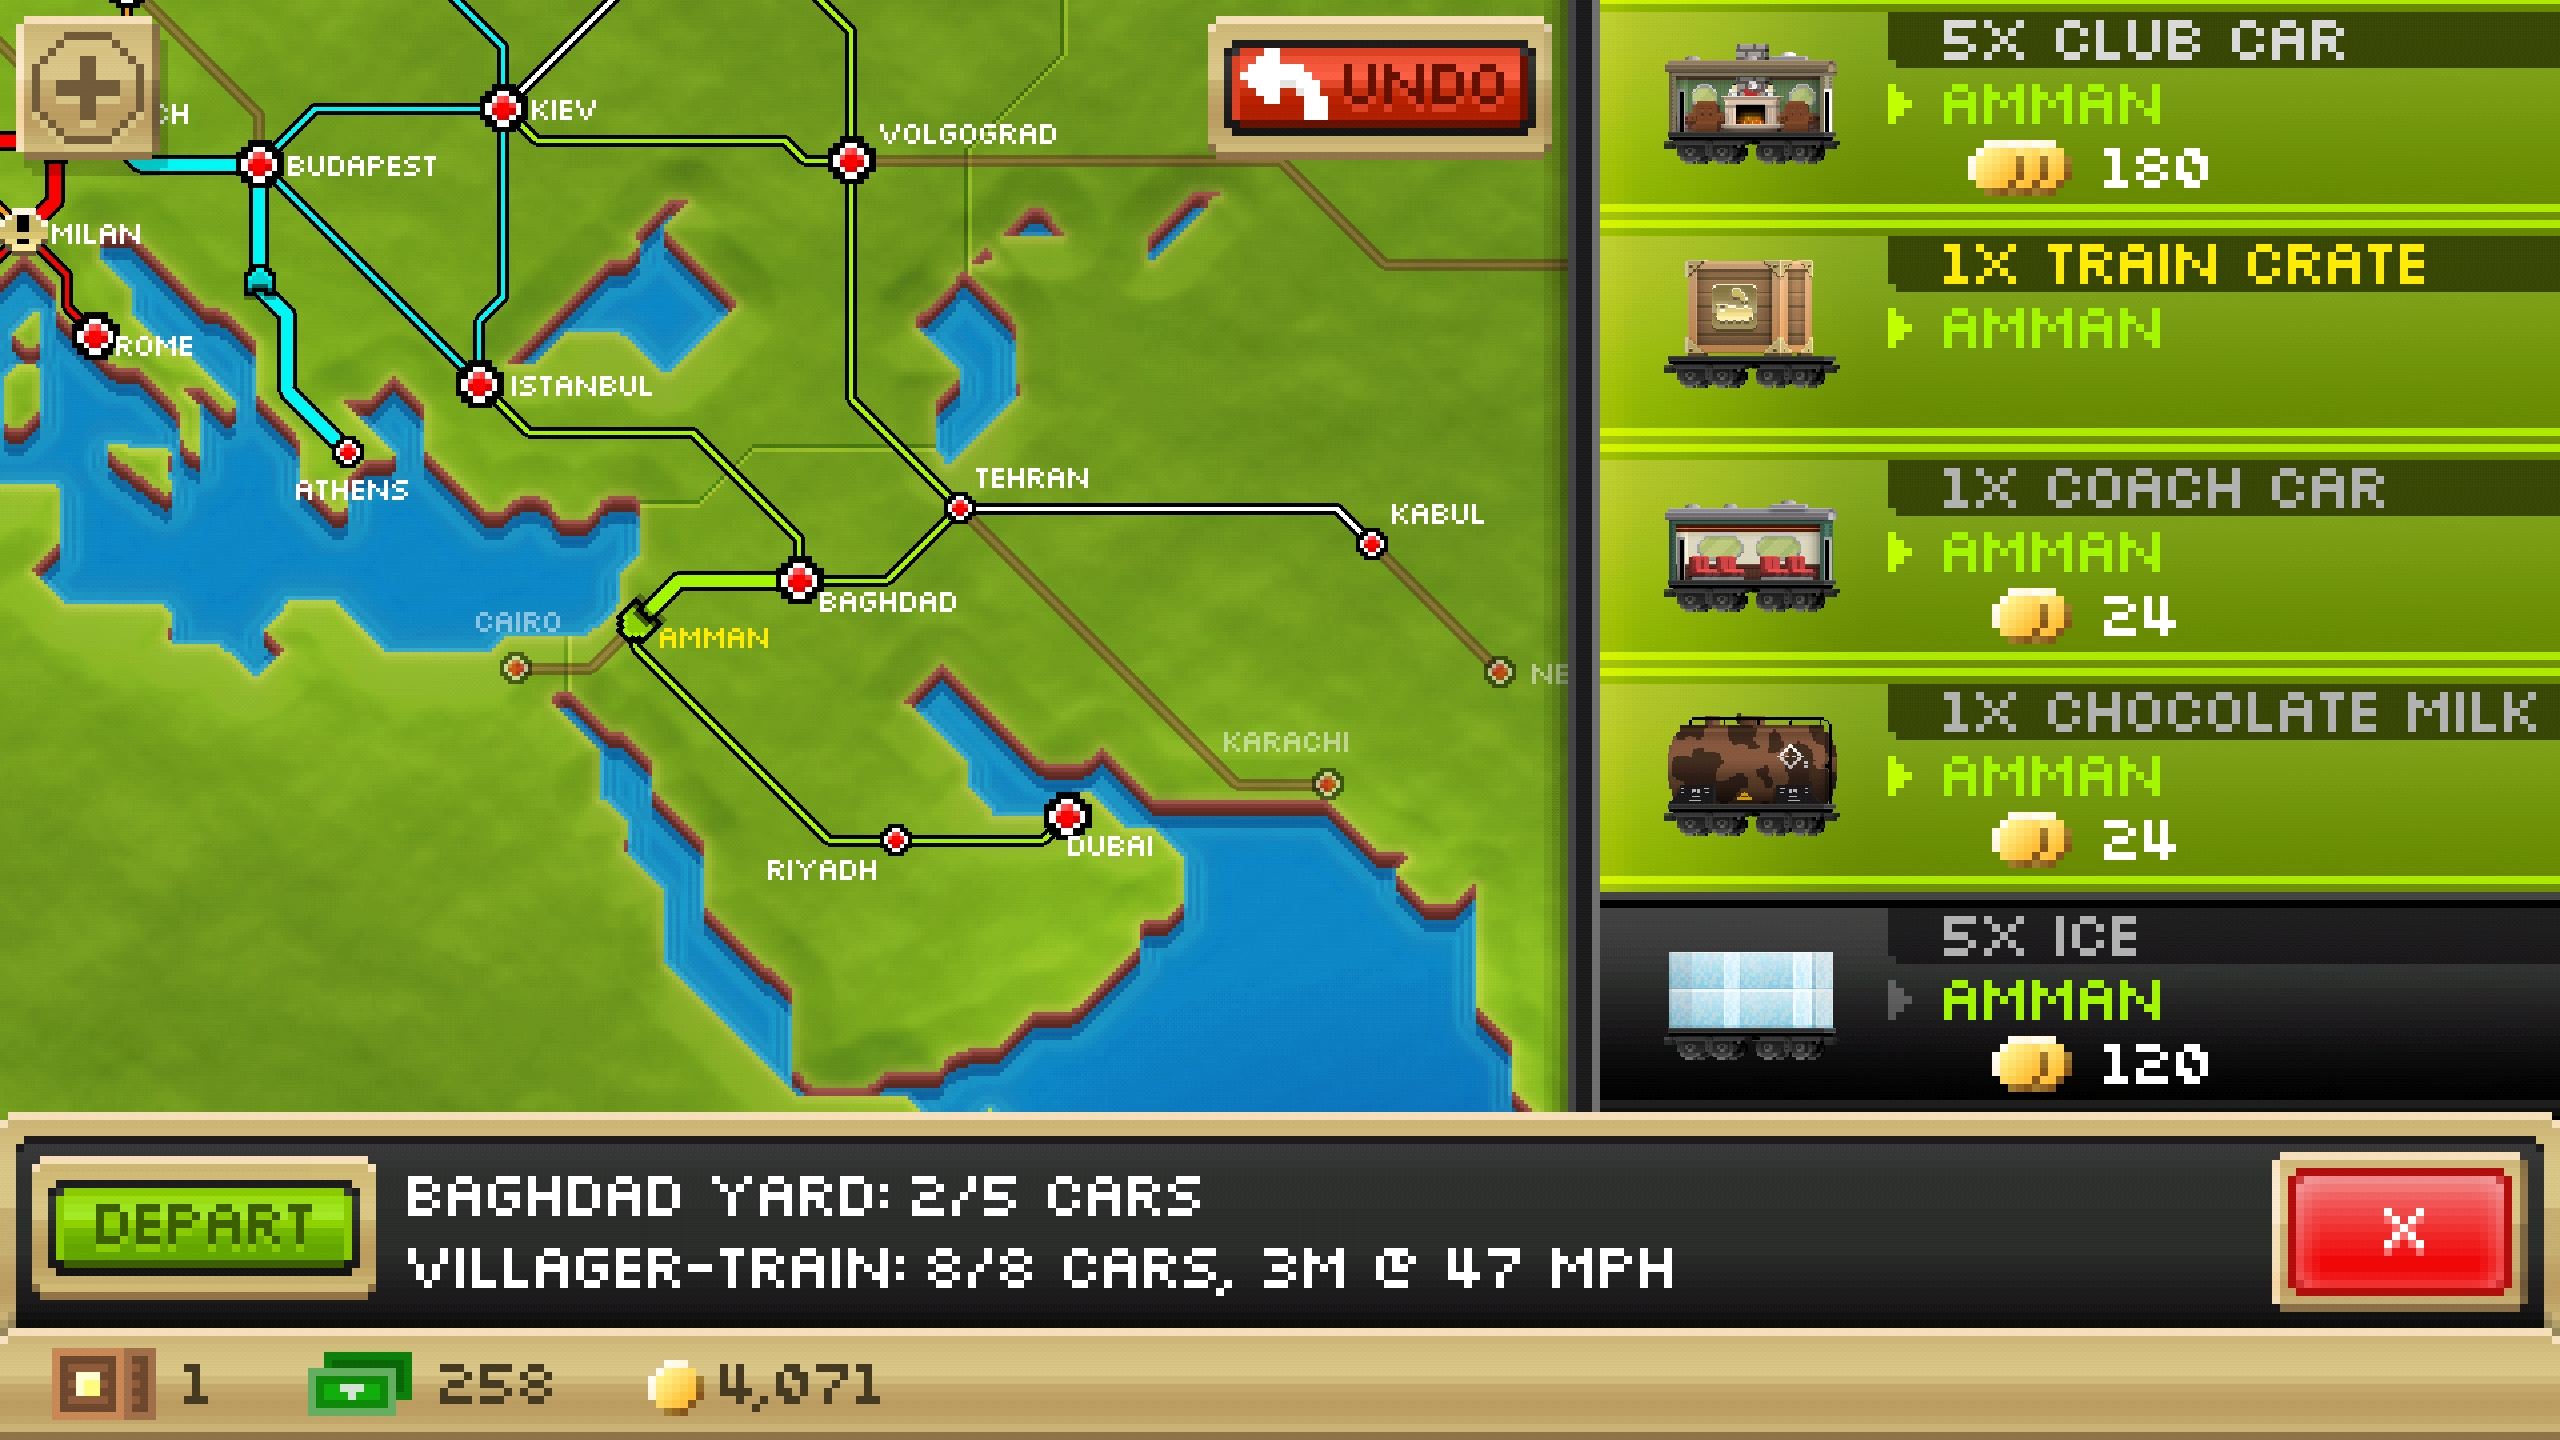 CH
KIEV
VOLGOGRAD
BUDAPEST
MILAN
ROME
ISTANBUL
ATHENS
TEHRAN
KABUL
BAGHDAD
CAIRO
AMMAN
NE
KARACHI
RIYADH
DUBAI
UNDO
5X CLUB CAR
AMMAN
180
1X TRAIN CRATE
AMMAN
1X COACH CAR
AMMAN
24
1X CHOCOLATE MILK
AMMAN
24
5X ICE
AMMAN
120
DEPART
BAGHDAD YARD: 2/5 CARS
VILLAGER-TRAIN: 8/8 CARS, 3M @ 47 MPH
X
1 258 4,071